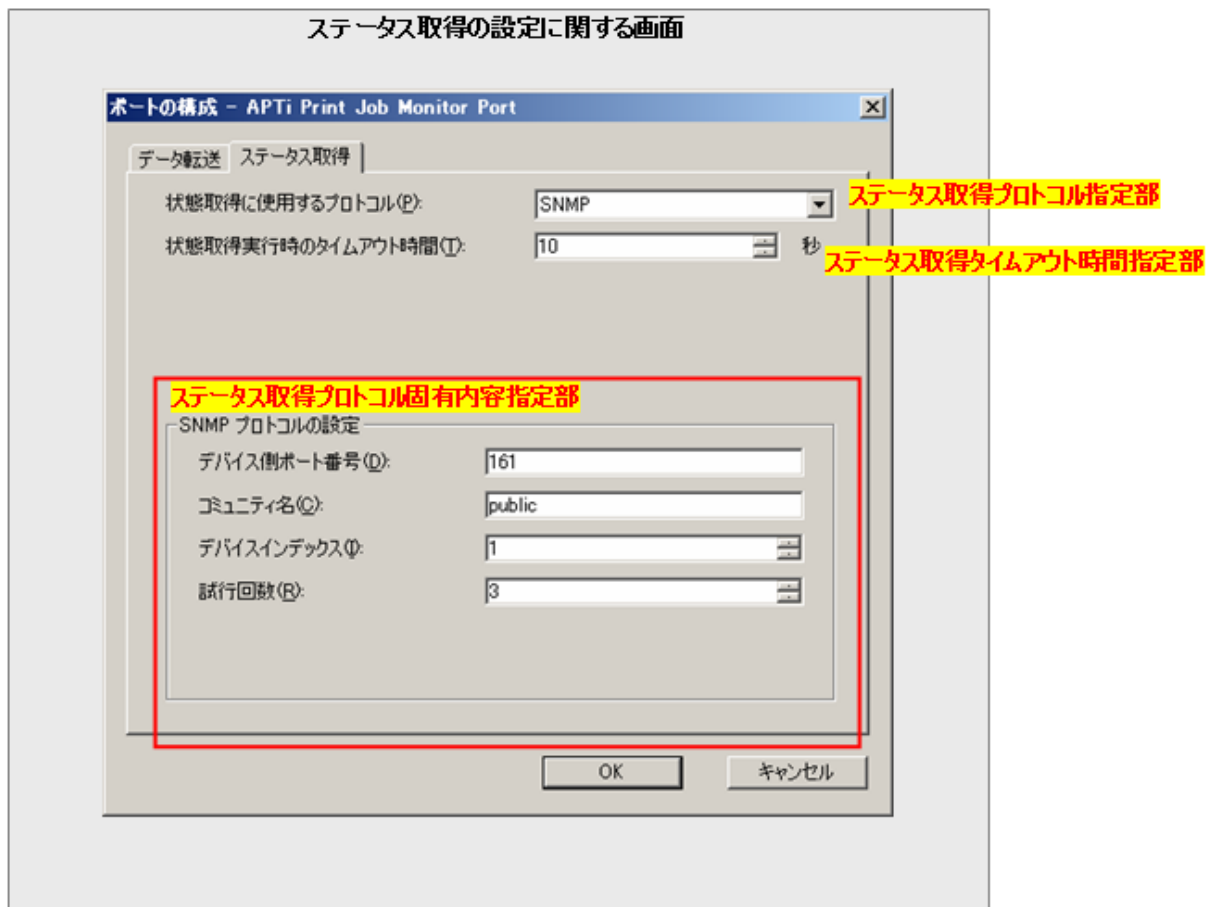 ステータス取得の設定に関する画面
ポートの構成 - APTi Print Job Monitor Port
データ転送 ステータス取得
状態取得に使用するプロトコル(P): SNMP ステータス取得プロトコル指定部
状態取得実行時のタイムアウト時間(T): 10 秒
ステータス取得タイムアウト時間指定部
ステータス取得プロトコル固有内容指定部
SNMP プロトコルの設定
デバイス側ポート番号(D): 161
コミュニティ名(C): public
デバイスインデックス(I): 1
試行回数(R): 3
OK キャンセル